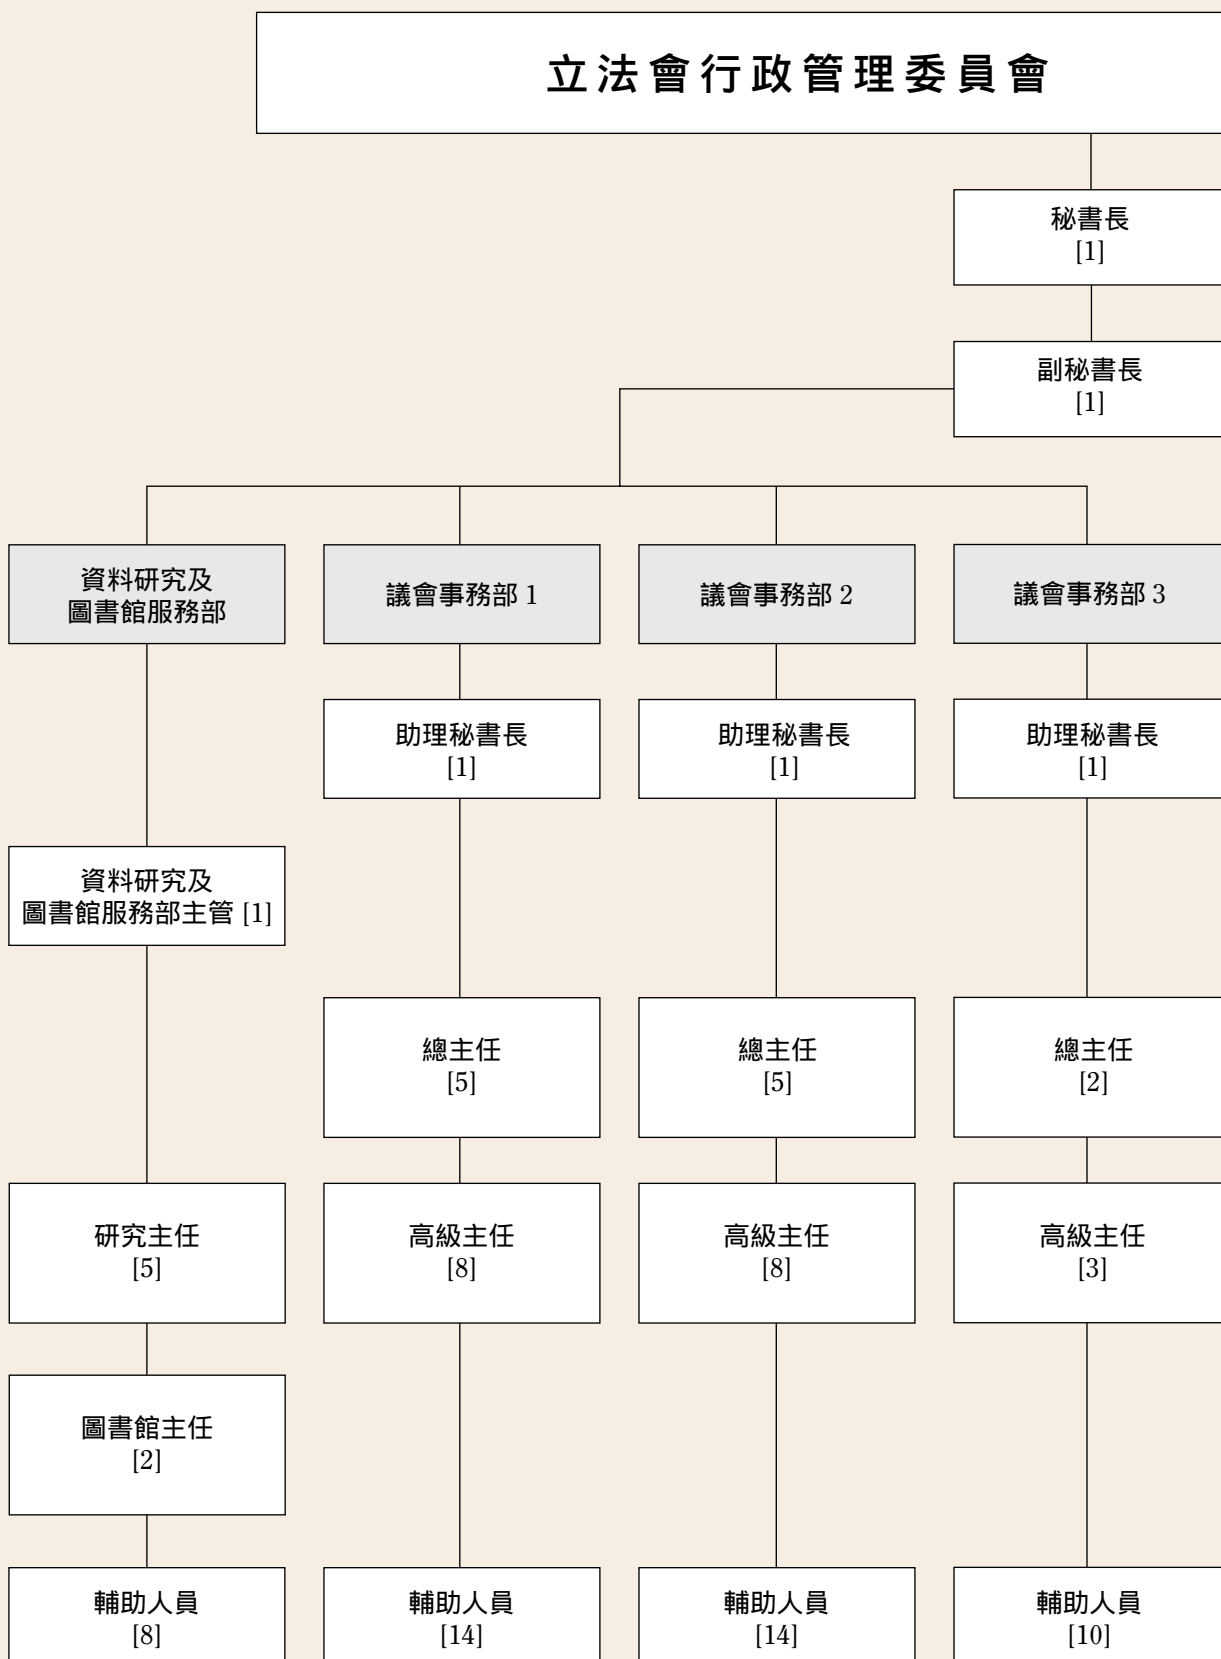 立法會行政管理委員會
秘書長
[1]
副秘書長
[1]
資料研究及
圖書館服務部
議會事務部 1
議會事務部 2
議會事務部 3
助理秘書長
[1]
助理秘書長
[1]
助理秘書長
[1]
資料研究及
圖書館服務部主管 [1]
總主任
[5]
總主任
[5]
總主任
[2]
研究主任
[5]
高級主任
[8]
高級主任
[8]
高級主任
[3]
圖書館主任
[2]
輔助人員
[8]
輔助人員
[14]
輔助人員
[14]
輔助人員
[10]